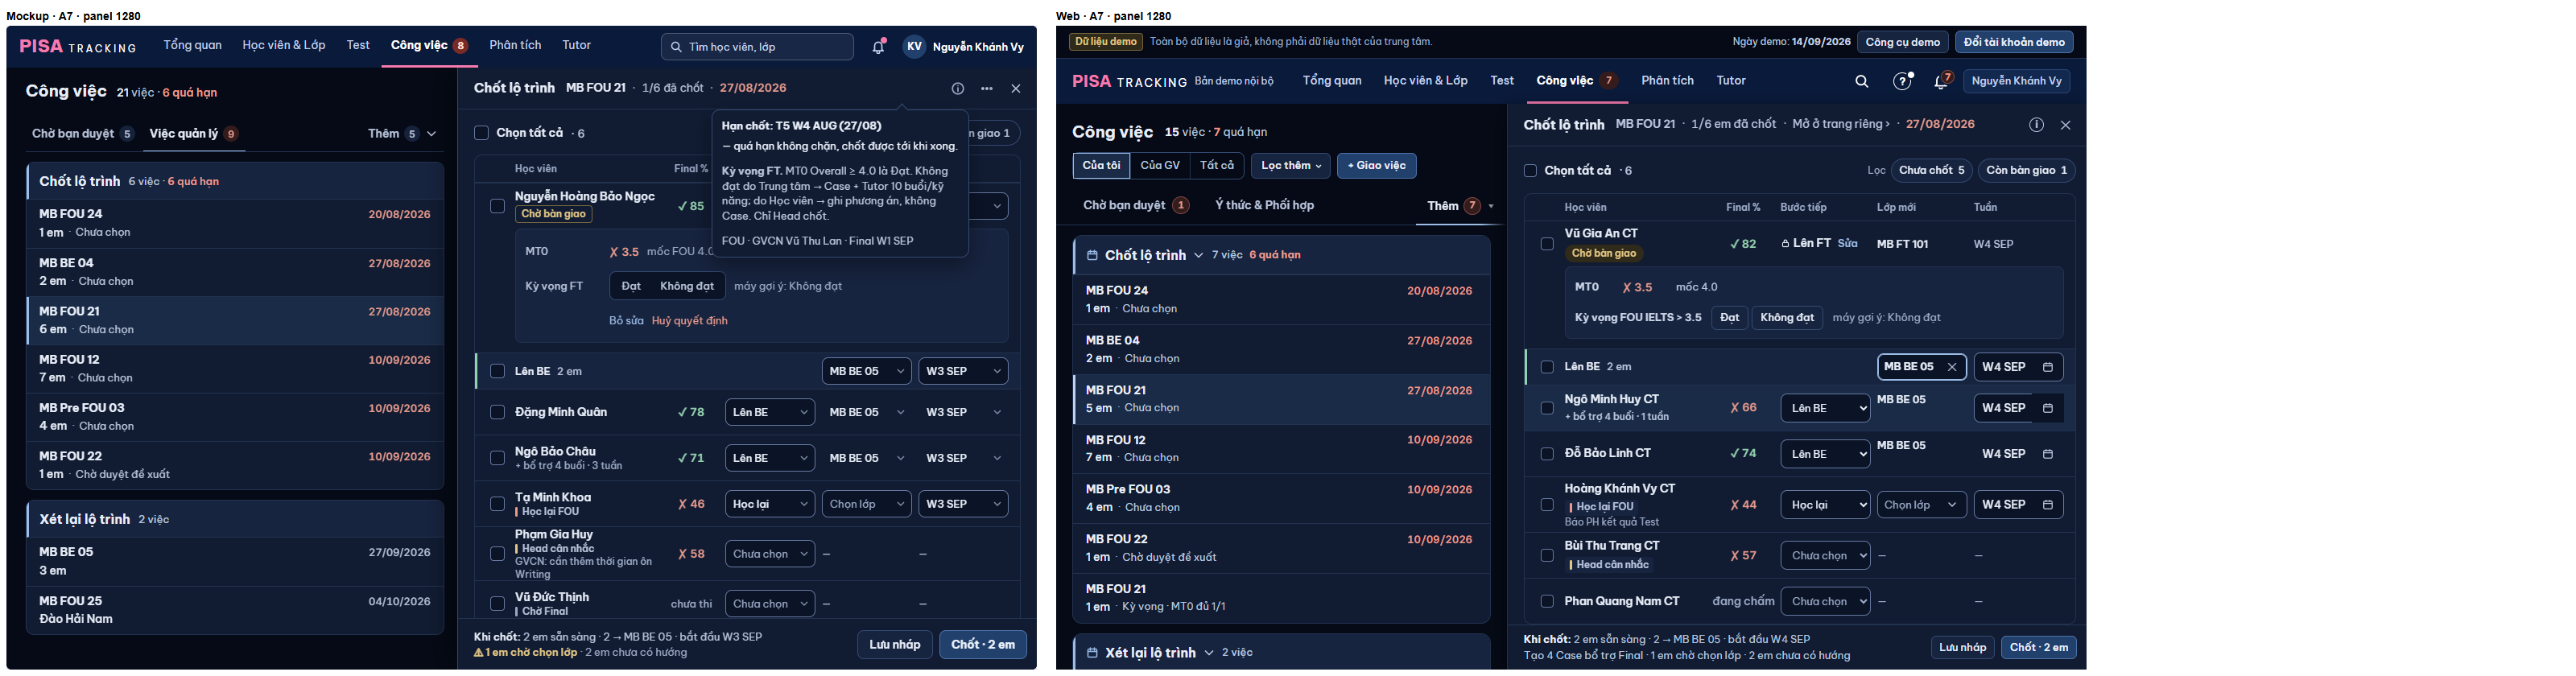 Mockup · A7 · panel 1280
PISA TRACKING Tổng quan Học viên & Lớp Test Công việc 8 Phân tích Tutor Tìm học viên, lớp KV Nguyễn Khánh Vy
Công việc 21 việc · 6 quá hạn
Chờ bạn duyệt 5 Việc quản lý 9 Thêm 5
Chốt lộ trình 6 việc · 6 quá hạn
MB FOU 24 20/08/2026
1 em · Chưa chọn
MB BE 04 27/08/2026
2 em · Chưa chọn
MB FOU 21 27/08/2026
6 em · Chưa chọn
MB FOU 12 10/09/2026
7 em · Chưa chọn
MB Pre FOU 03 10/09/2026
4 em · Chưa chọn
MB FOU 22 10/09/2026
1 em · Chờ duyệt đề xuất
Xét lại lộ trình 2 việc
MB BE 05 27/09/2026
3 em
MB FOU 25 04/10/2026
Đào Hải Nam
Chốt lộ trình MB FOU 21 · 1/6 đã chốt · 27/08/2026
Chọn tất cả · 6
n giao 1
Hạn chốt: T5 W4 AUG (27/08)
— quá hạn không chặn, chốt được tới khi xong.
Kỳ vọng FT. MT0 Overall ≥ 4.0 là Đạt. Không
đạt do Trung tâm → Case + Tutor 10 buổi/kỹ
năng; do Học viên → ghi phương án, không
Case. Chỉ Head chốt.
FOU · GVCN Vũ Thu Lan · Final W1 SEP
Học viên Final %
Nguyễn Hoàng Bảo Ngọc ✓ 85
Chờ bàn giao
MT0 ✗ 3.5 mốc FOU 4.0
Kỳ vọng FT Đạt Không đạt máy gợi ý: Không đạt
Bỏ sửa Huỷ quyết định
Lên BE 2 em MB BE 05 W3 SEP
Đặng Minh Quân ✓ 78 Lên BE MB BE 05 W3 SEP
Ngô Bảo Châu ✓ 71 Lên BE MB BE 05 W3 SEP
+ bổ trợ 4 buổi · 3 tuần
Tạ Minh Khoa ✗ 46 Học lại Chọn lớp W3 SEP
Học lại FOU
Phạm Gia Huy ✗ 58 Chưa chọn — —
Head cân nhắc
GVCN: cần thêm thời gian ôn
Writing
Vũ Đức Thịnh chưa thi Chưa chọn — —
Chờ Final
Khi chốt: 2 em sẵn sàng · 2 → MB BE 05 · bắt đầu W3 SEP
⚠ 1 em chờ chọn lớp · 2 em chưa có hướng
Lưu nháp Chốt · 2 em
Web · A7 · panel 1280
Dữ liệu demo Toàn bộ dữ liệu là giả, không phải dữ liệu thật của trung tâm. Ngày demo: 14/09/2026 Công cụ demo Đổi tài khoản demo
PISA TRACKING Bản demo nội bộ Tổng quan Học viên & Lớp Test Công việc 7 Phân tích Tutor ? 7 Nguyễn Khánh Vy
Công việc 15 việc · 7 quá hạn
Của tôi Của GV Tất cả Lọc thêm + Giao việc
Chờ bạn duyệt 1 Ý thức & Phối hợp Thêm 7
Chốt lộ trình 7 việc 6 quá hạn
MB FOU 24 20/08/2026
1 em · Chưa chọn
MB BE 04 27/08/2026
2 em · Chưa chọn
MB FOU 21 27/08/2026
5 em · Chưa chọn
MB FOU 12 10/09/2026
7 em · Chưa chọn
MB Pre FOU 03 10/09/2026
4 em · Chưa chọn
MB FOU 22 10/09/2026
1 em · Chờ duyệt đề xuất
MB FOU 21
1 em · Kỳ vọng · MT0 đủ 1/1
Xét lại lộ trình 2 việc
Chốt lộ trình MB FOU 21 · 1/6 em đã chốt · Mở ở trang riêng › · 27/08/2026
Chọn tất cả · 6 Lọc Chưa chốt 5 Còn bàn giao 1
Học viên Final % Bước tiếp Lớp mới Tuần
Vũ Gia An CT ✓ 82 Lên FT Sửa MB FT 101 W4 SEP
Chờ bàn giao
MT0 ✗ 3.5 mốc 4.0
Kỳ vọng FOU IELTS > 3.5 Đạt Không đạt máy gợi ý: Không đạt
Lên BE 2 em MB BE 05 W4 SEP
Ngô Minh Huy CT ✗ 66 Lên BE MB BE 05 W4 SEP
+ bổ trợ 4 buổi · 1 tuần
Đỗ Bảo Linh CT ✓ 74 Lên BE MB BE 05 W4 SEP
Hoàng Khánh Vy CT ✗ 44 Học lại Chọn lớp W4 SEP
Học lại FOU
Báo PH kết quả Test
Bùi Thu Trang CT ✗ 57 Chưa chọn — —
Head cân nhắc
Phan Quang Nam CT đang chấm Chưa chọn — —
Khi chốt: 2 em sẵn sàng · 2 → MB BE 05 · bắt đầu W4 SEP
Tạo 4 Case bổ trợ Final · 1 em chờ chọn lớp · 2 em chưa có hướng
Lưu nháp Chốt · 2 em